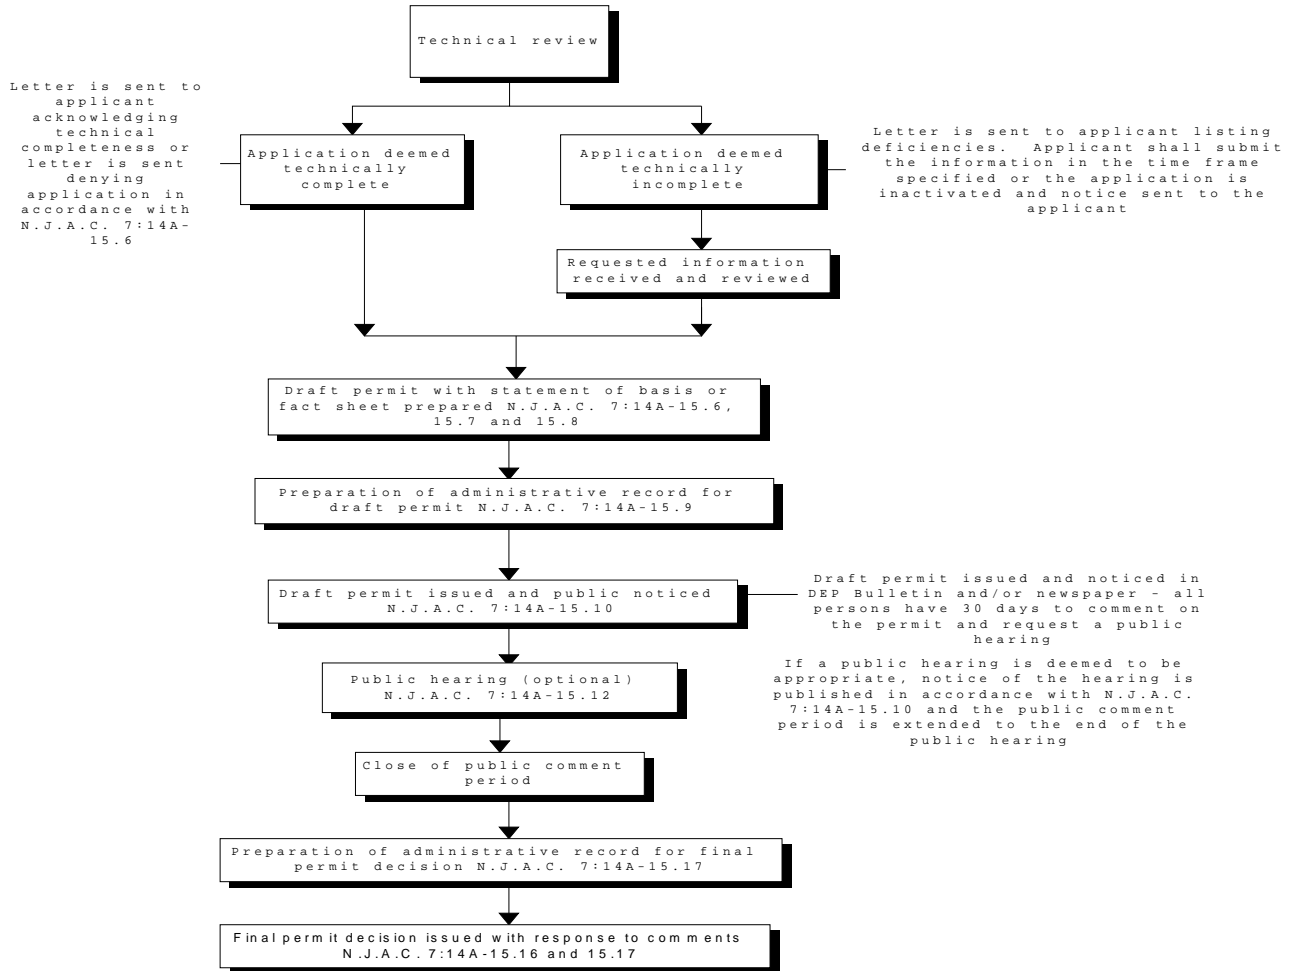 Technical review
Letter is sent to
applicant
acknowledging
technical
completeness or
letter is sent
denying
application in
accordance with
N.J.A.C. 7:14A-
15.6
Application deemed
technically
complete
Application deemed
technically
incomplete
Letter is sent to applicant listing
deficiencies. Applicant shall submit
the information in the time frame
specified or the application is
inactivated and notice sent to the
applicant
Requested information
received and reviewed
Draft permit with statement of basis or
fact sheet prepared N.J.A.C. 7:14A-15.6,
15.7 and 15.8
Preparation of administrative record for
draft permit N.J.A.C. 7:14A-15.9
Draft permit issued and public noticed
N.J.A.C. 7:14A-15.10
Draft permit issued and noticed in
DEP Bulletin and/or newspaper - all
persons have 30 days to comment on
the permit and request a public
hearing
If a public hearing is deemed to be
appropriate, notice of the hearing is
published in accordance with N.J.A.C.
7:14A-15.10 and the public comment
period is extended to the end of the
public hearing
Public hearing (optional)
N.J.A.C. 7:14A-15.12
Close of public comment
period
Preparation of administrative record for final
permit decision N.J.A.C. 7:14A-15.17
Final permit decision issued with response to comments
N.J.A.C. 7:14A-15.16 and 15.17